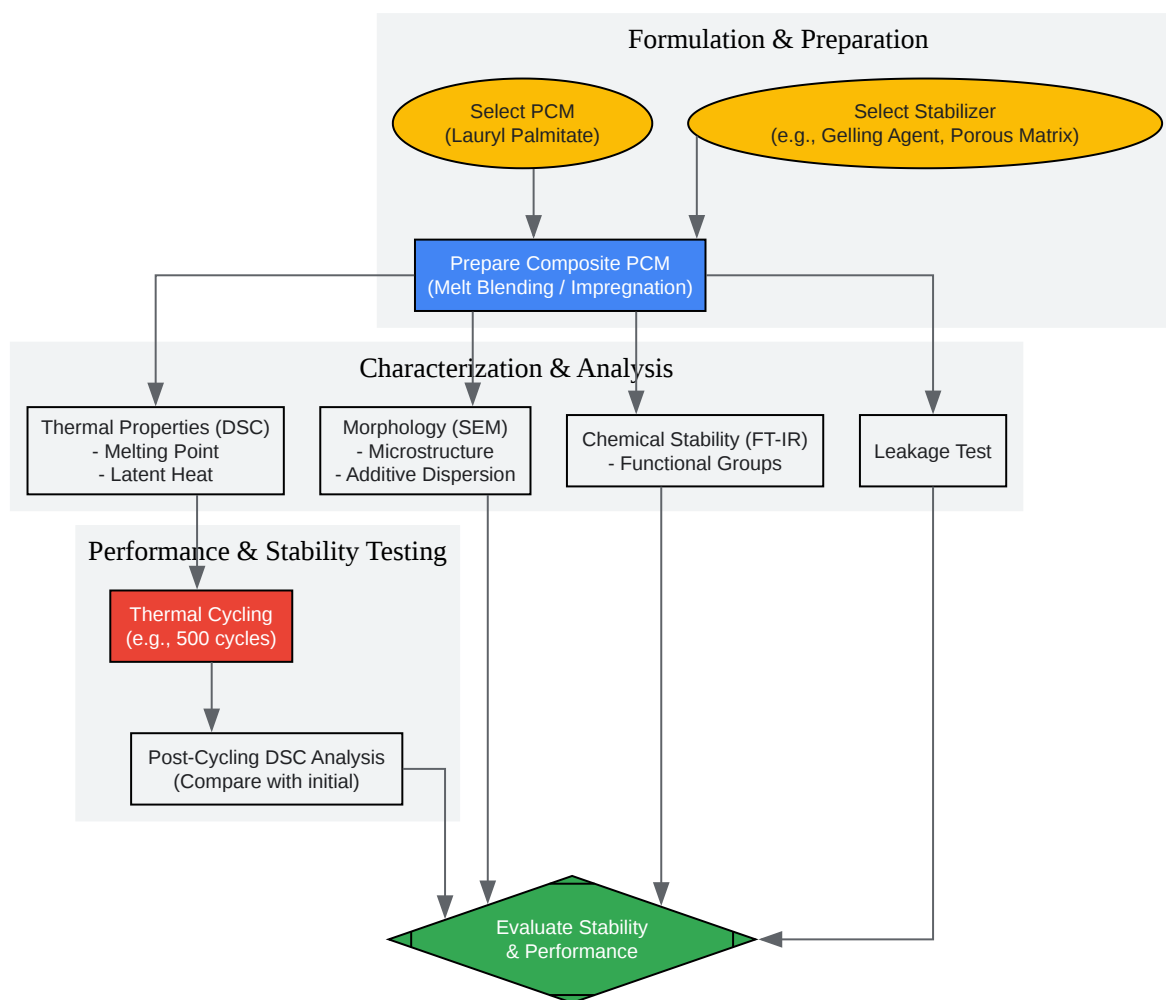 Formulation & Preparation
Select PCM
(Lauryl Palmitate)
Select Stabilizer
(e.g., Gelling Agent, Porous Matrix)
Prepare Composite PCM
(Melt Blending / Impregnation)
Characterization & Analysis
Thermal Properties (DSC)
- Melting Point
- Latent Heat
Morphology (SEM)
- Microstructure
- Additive Dispersion
Chemical Stability (FT-IR)
- Functional Groups
Leakage Test
Performance & Stability Testing
Thermal Cycling
(e.g., 500 cycles)
Post-Cycling DSC Analysis
(Compare with initial)
Evaluate Stability
& Performance